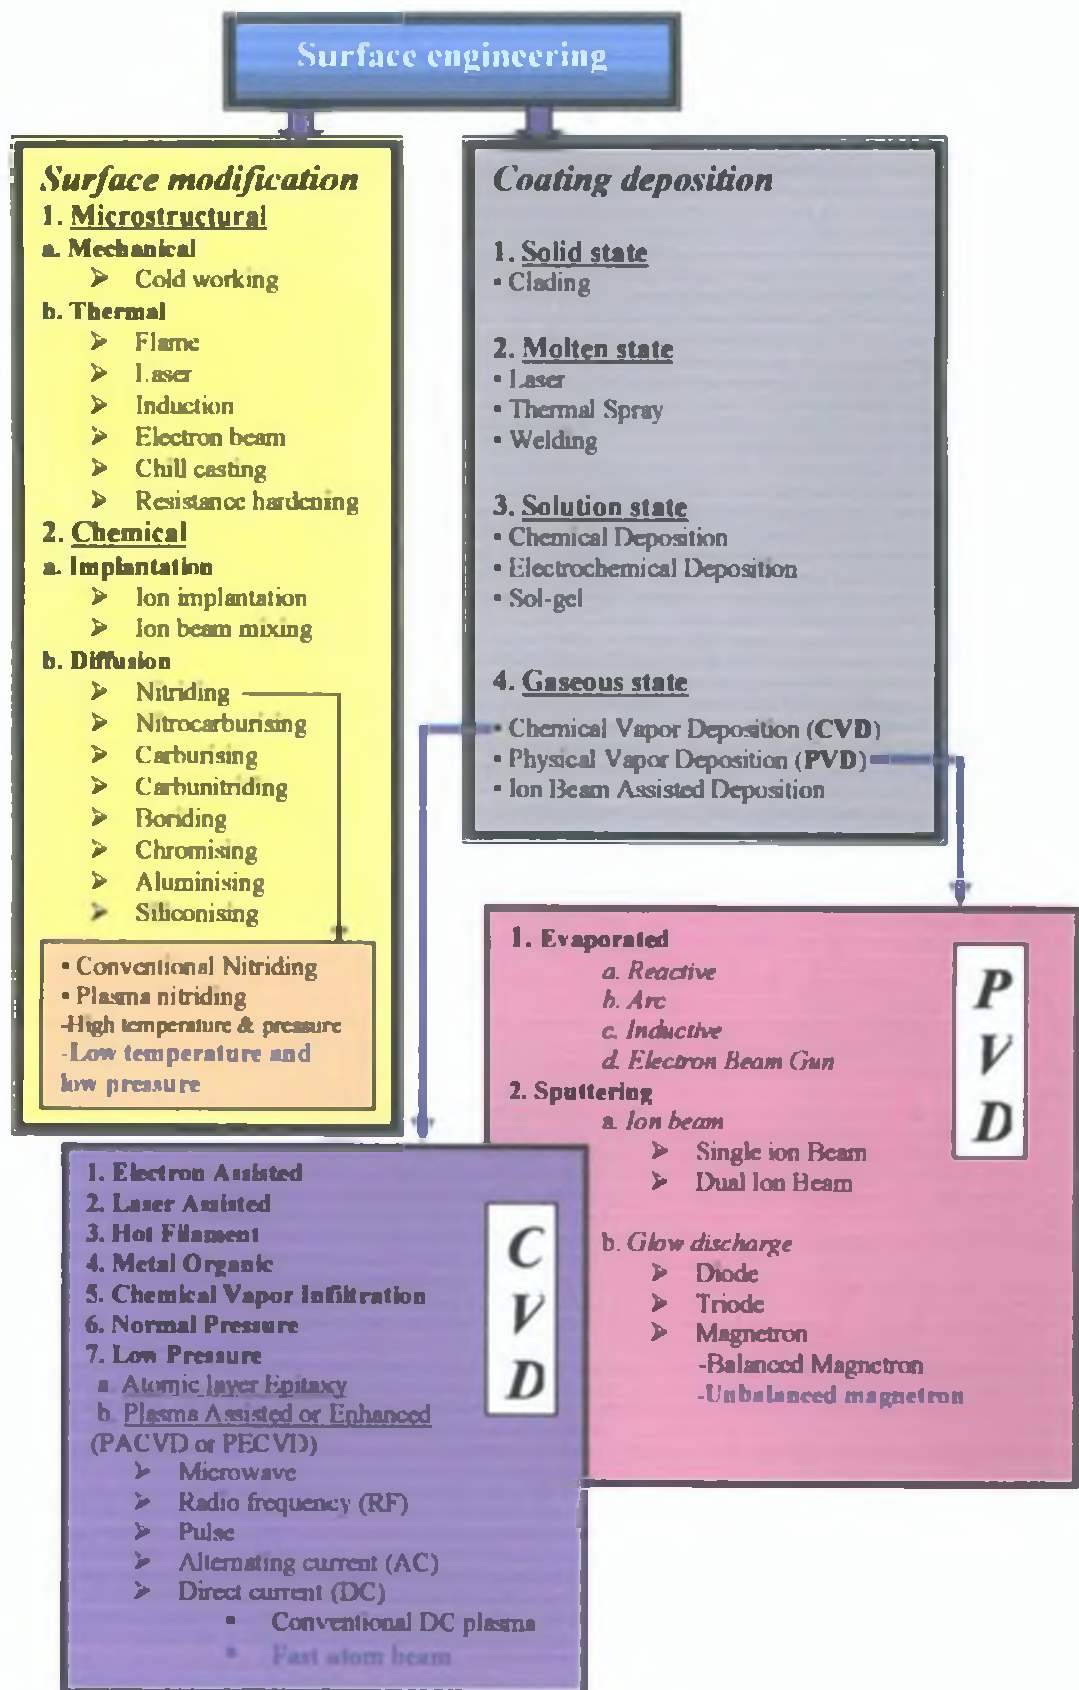 Surface engineering
Surface modification
1. Microstructural
a. Mechanical
➢ Cold working
b. Thermal
➢ Flame
➢ Laser
➢ Induction
➢ Electron beam
➢ Chill casting
➢ Resistance hardening
2. Chemical
a. Implantation
➢ Ion implantation
➢ Ion beam mixing
b. Diffusion
➢ Nitriding
➢ Nitrocarburising
➢ Carburising
➢ Carbunitriding
➢ Boriding
➢ Chromising
➢ Aluminising
➢ Siliconising
▪ Conventional Nitriding
▪ Plasma nitriding
-High temperature & pressure
-Low temperature and
low pressure
Coating deposition
1. Solid state
▪ Clading
2. Molten state
▪ Laser
▪ Thermal Spray
▪ Welding
3. Solution state
▪ Chemical Deposition
▪ Electrochemical Deposition
▪ Sol-gel
4. Gaseous state
▪ Chemical Vapor Deposition (CVD)
▪ Physical Vapor Deposition (PVD)
▪ Ion Beam Assisted Deposition
1. Evaporated
a. Reactive
b. Arc
c. Inductive
d. Electron Beam Gun
2. Sputtering
a. Ion beam
➢ Single ion Beam
➢ Dual Ion Beam
b. Glow discharge
➢ Diode
➢ Triode
➢ Magnetron
-Balanced Magnetron
-Unbalanced magnetron
P
V
D
1. Electron Assisted
2. Laser Assisted
3. Hot Filament
4. Metal Organic
5. Chemical Vapor Infiltration
6. Normal Pressure
7. Low Pressure
a. Atomic layer Epitaxy
b. Plasma Assisted or Enhanced
(PACVD or PECVD)
➢ Microwave
➢ Radio frequency (RF)
➢ Pulse
➢ Alternating current (AC)
➢ Direct current (DC)
▪ Conventional DC plasma
▪ Fast atom beam
C
V
D